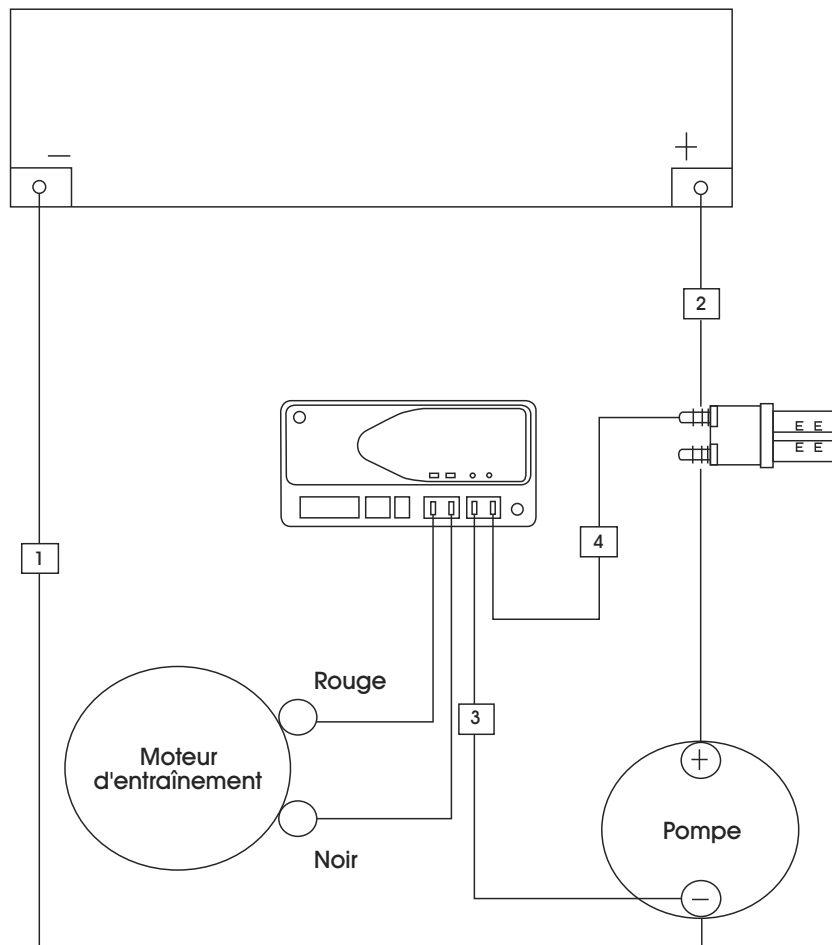 − +
2
E E
E E
1
4
Rouge
3
Moteur
d'entraînement
+
Pompe
Noir
−